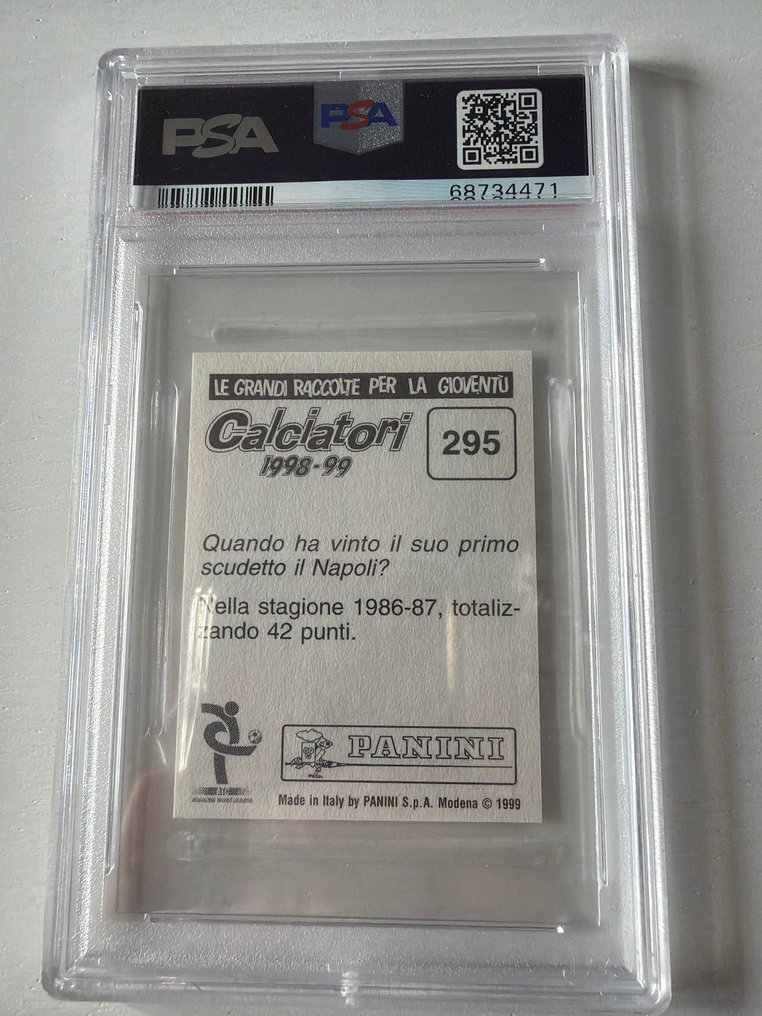 PSA
PSA
68734471
LE GRANDI RACCOLTE PER LA GIOVENTÙ
Calciatori
1998-99
295
Quando ha vinto il suo primo
scudetto il Napoli?
Nella stagione 1986-87, totaliz-
zando 42 punti.
PANINI
Made in Italy by PANINI S.p.A. Modena © 1999